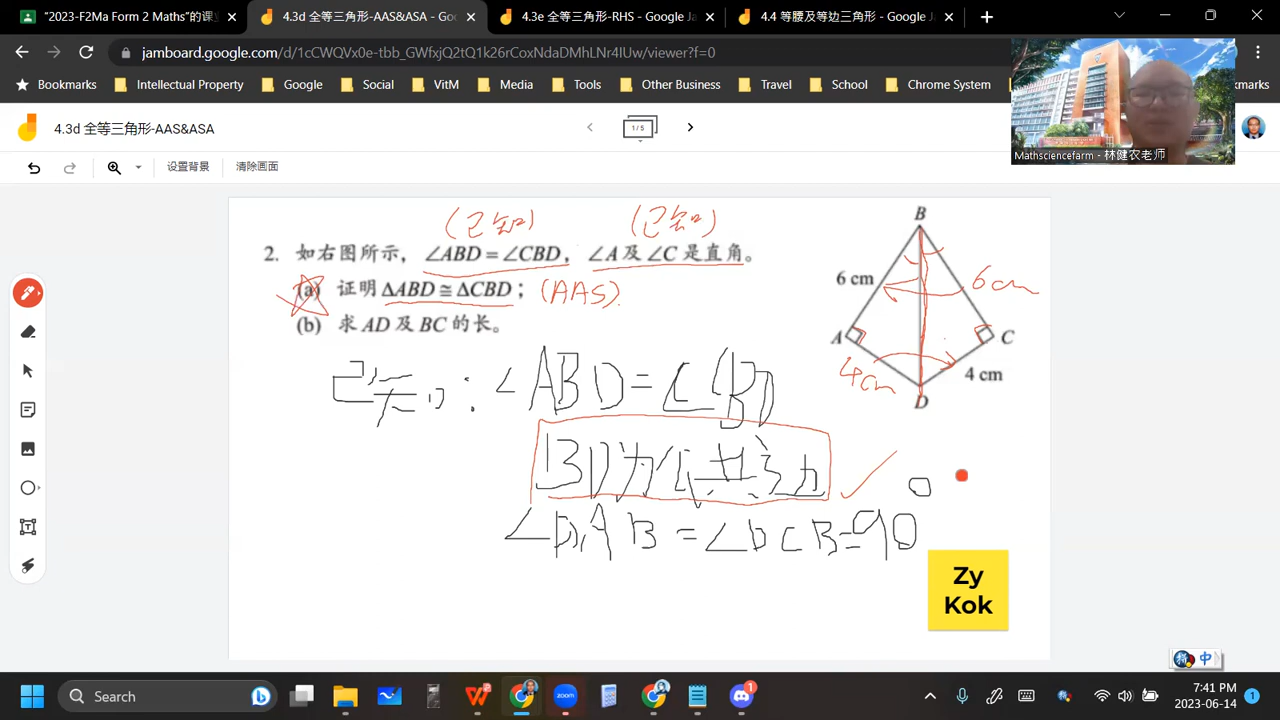 "2023-F2Ma Form 2 Maths"的课
4.3d 全等三角形-AAS&ASA - Goo
4.3e 全等三角形-RHS - Google Ja
4.4 等腰及等边三角形 - Google J
jamboard.google.com
viewer?f=0
Bookmarks
Intellectual Property
Google
Social
VitM
Media
Tools
Other Business
Travel
School
Chrome System
4.3d 全等三角形-AAS&ASA
1/5
Mathsciencefarm - 林健农老师
设置背景
清除画面
(已知) (已知)
2. 如右图所示，∠ABD = ∠CBD，∠A 及 ∠C 是直角。
(a) 证明 ΔABD ≅ ΔCBD； (AAS).
(b) 求 AD 及 BC 的长。
B
6 cm
6cm
A
C
4cm
4 cm
D
已知: ∠ABD = ∠CBD
BD为公共边
∠DAB = ∠DCB = 90°
Zy
Kok
中
Search
7:41 PM
2023-06-14
1
1